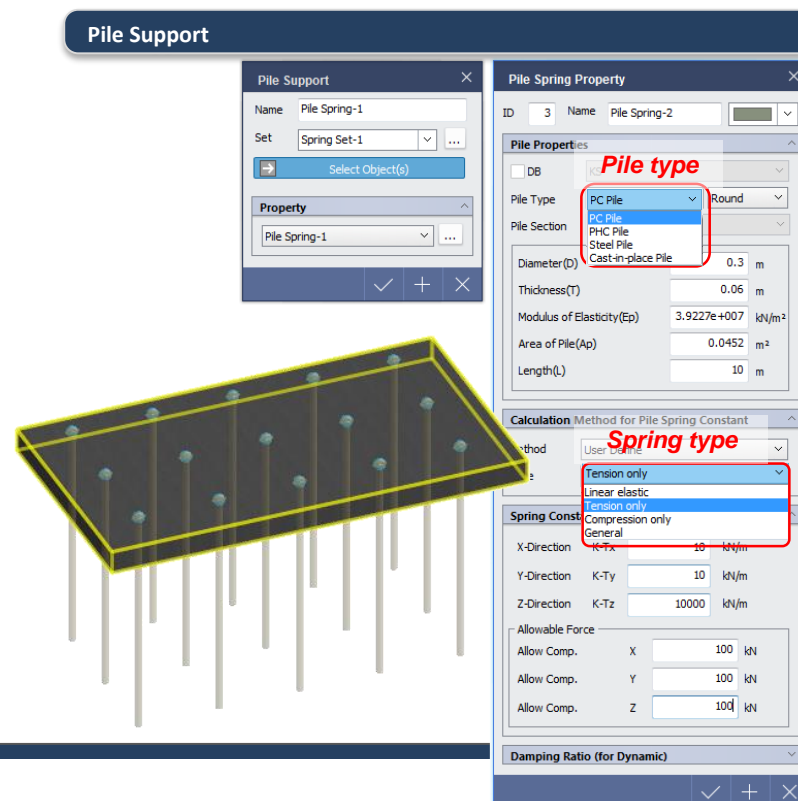 Pile Support
Pile Support
Name Pile Spring-1
Set Spring Set-1 ...
Select Object(s)
Property
Pile Spring-1 ...
Pile Spring Property
ID 3 Name Pile Spring-2
Pile Properties
Pile type
DB
Pile Type PC Pile Round
PC Pile
Pile Section
PHC Pile
Steel Pile
Cast-in-place Pile
Diameter(D) 0.3 m
Thickness(T) 0.06 m
Modulus of Elasticity(Ep) 3.9227e+007 kN/m²
Area of Pile(Ap) 0.0452 m²
Length(L) 10 m
Calculation Method for Pile Spring Constant
Spring type
User Define
Tension only
Linear elastic
Tension only
Compression only
General
X-Direction K-Tx 10 kN/m
Y-Direction K-Ty 10 kN/m
Z-Direction K-Tz 10000 kN/m
Allowable Force
Allow Comp. X 100 kN
Allow Comp. Y 100 kN
Allow Comp. Z 100 kN
Damping Ratio (for Dynamic)